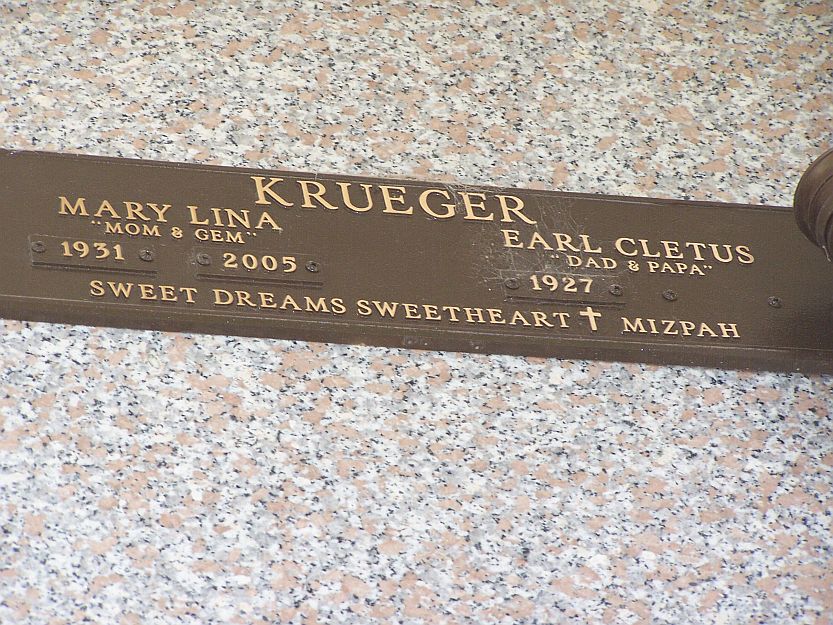 KRUEGER
MARY LINA
"MOM & GEM"
1931 2005
EARL CLETUS
"DAD & PAPA"
1927
SWEET DREAMS SWEETHEART ✝ MIZPAH